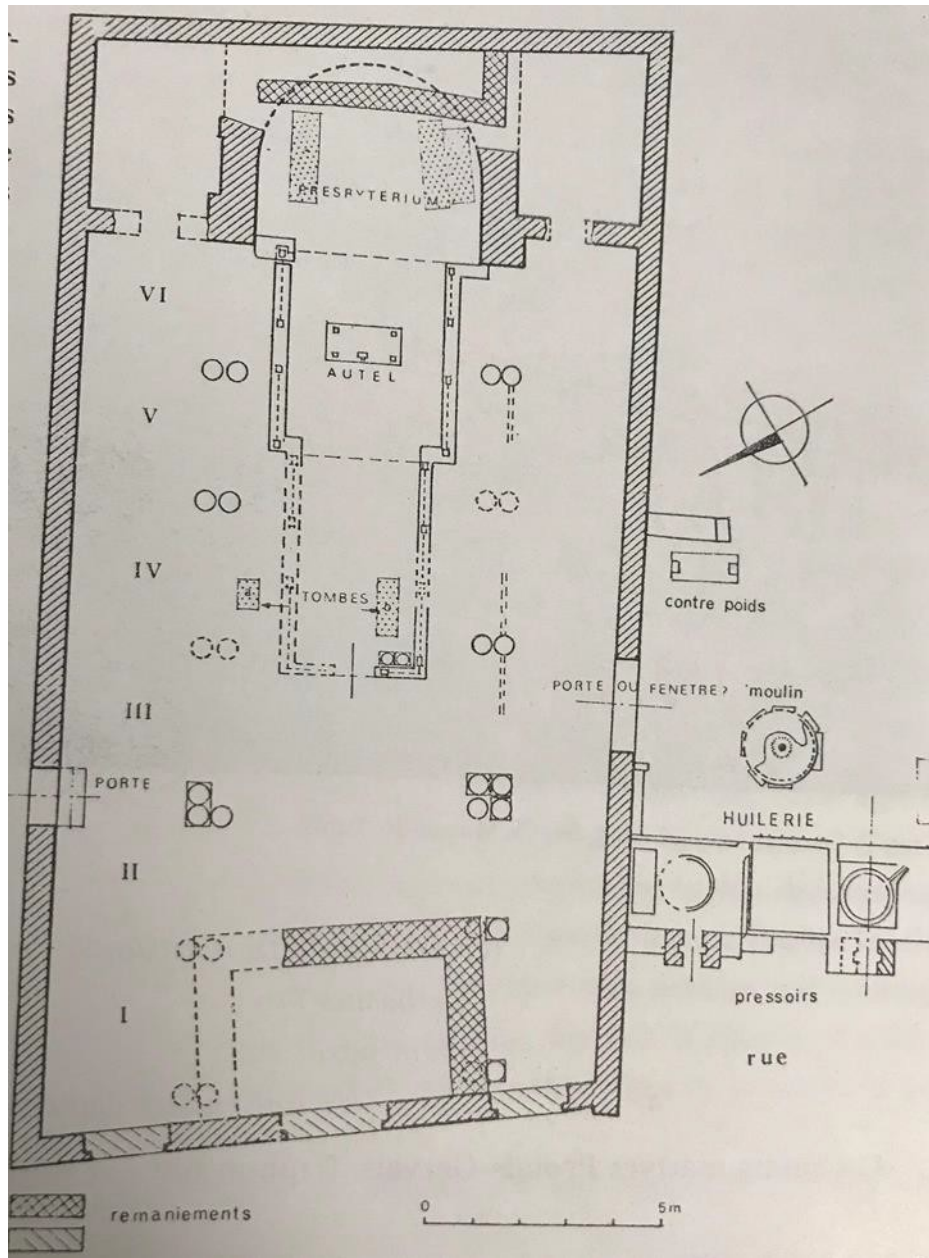 s
s
e
PRESBYTERIUM
VI
AUTEL
V
IV
a
TOMBES
b
contre poids
PORTE OU FENETRE?
moulin
III
PORTE
HUILERIE
II
I
pressoirs
rue
remaniements
0
5m